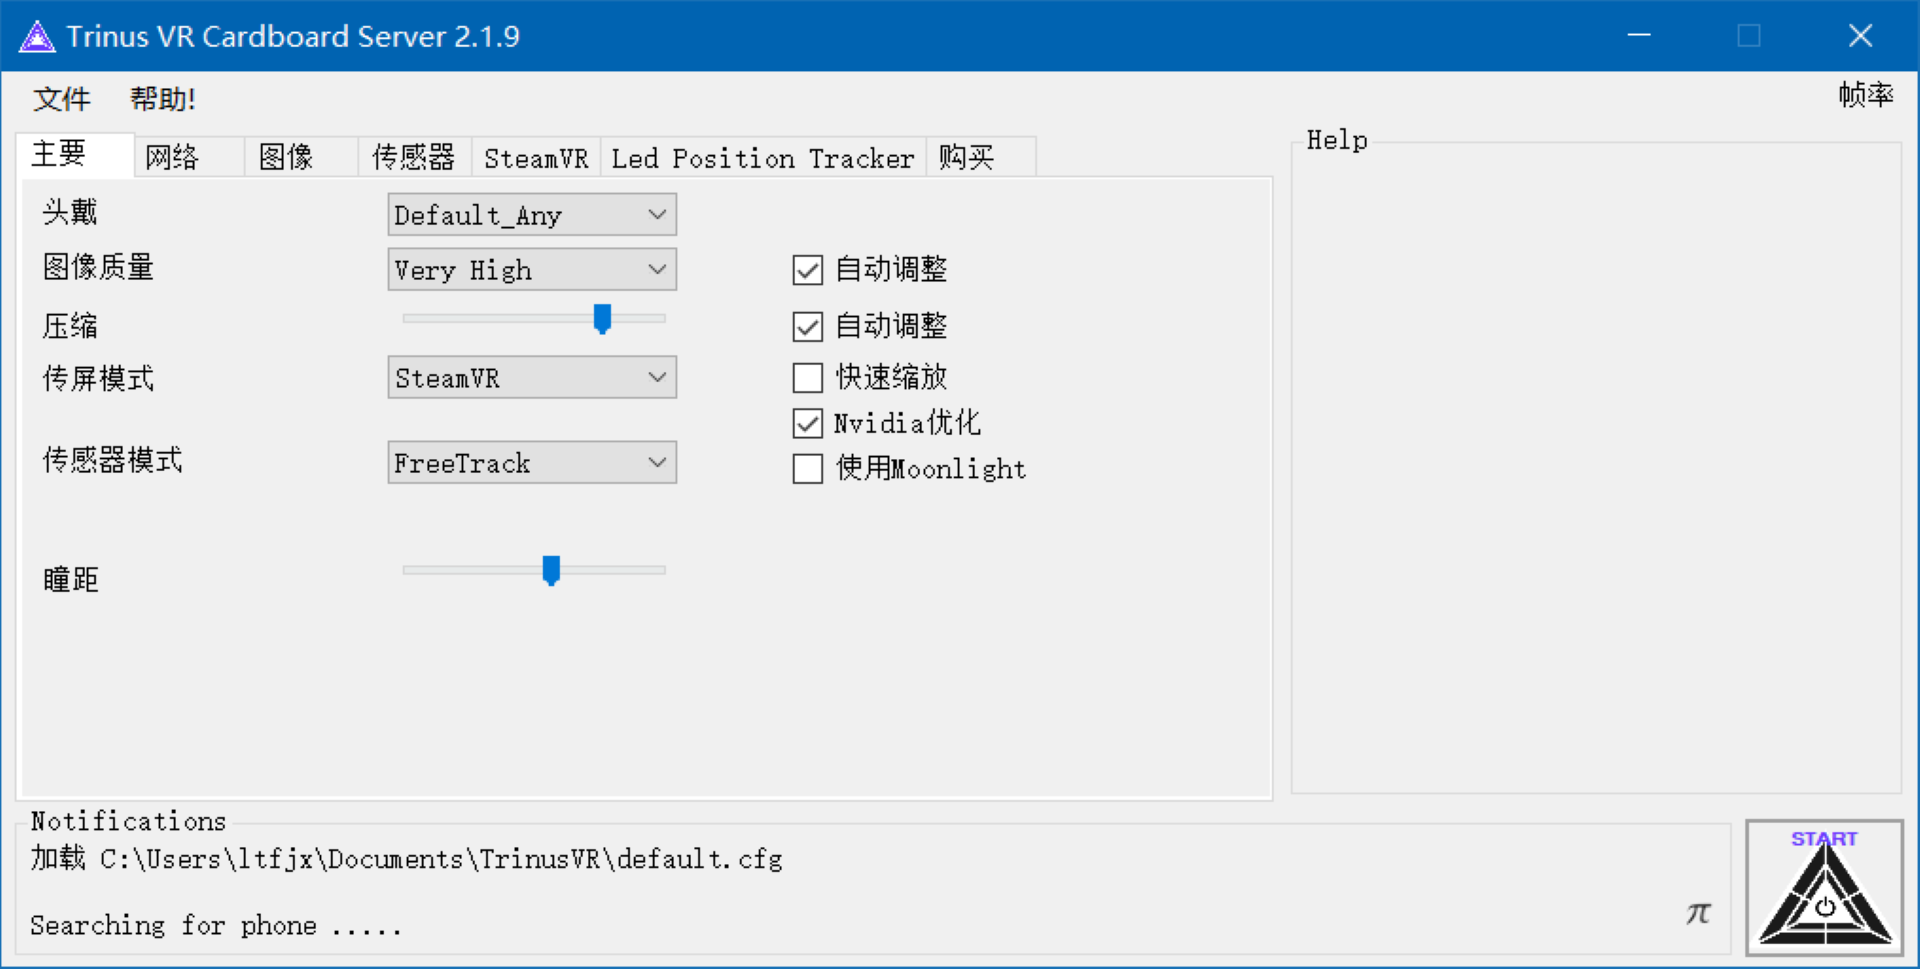 Trinus VR Cardboard Server 2.1.9
文件 帮助!
帧率
主要 网络 图像 传感器 SteamVR Led Position Tracker 购买
Help
头戴 Default_Any
图像质量 Very High 自动调整
压缩 自动调整
传屏模式 SteamVR 快速缩放
Nvidia优化
传感器模式 FreeTrack 使用Moonlight
瞳距
Notifications
加载 C:\Users\ltfjx\Documents\TrinusVR\default.cfg
Searching for phone .....
π
START